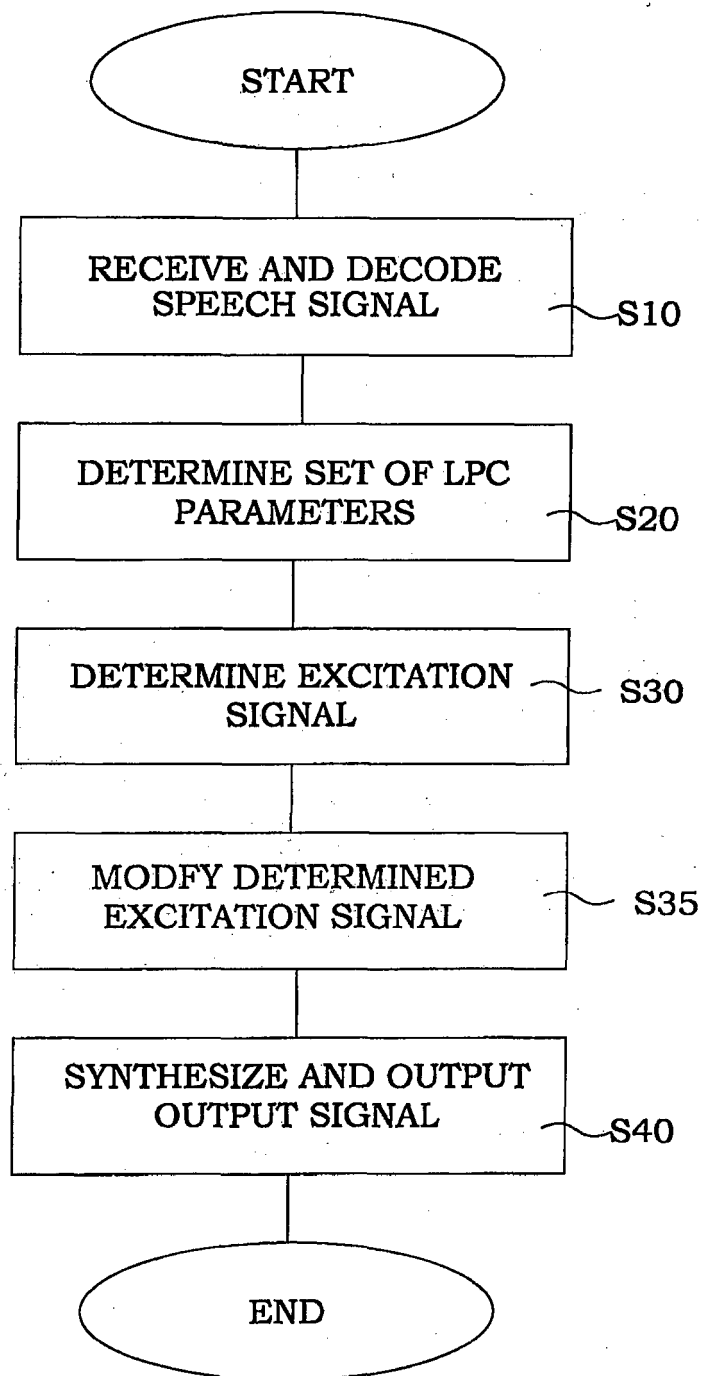 START
RECEIVE AND DECODE
SPEECH SIGNAL
S10
DETERMINE SET OF LPC
PARAMETERS
S20
DETERMINE EXCITATION
SIGNAL
S30
MODFY DETERMINED
EXCITATION SIGNAL
S35
SYNTHESIZE AND OUTPUT
OUTPUT SIGNAL
S40
END